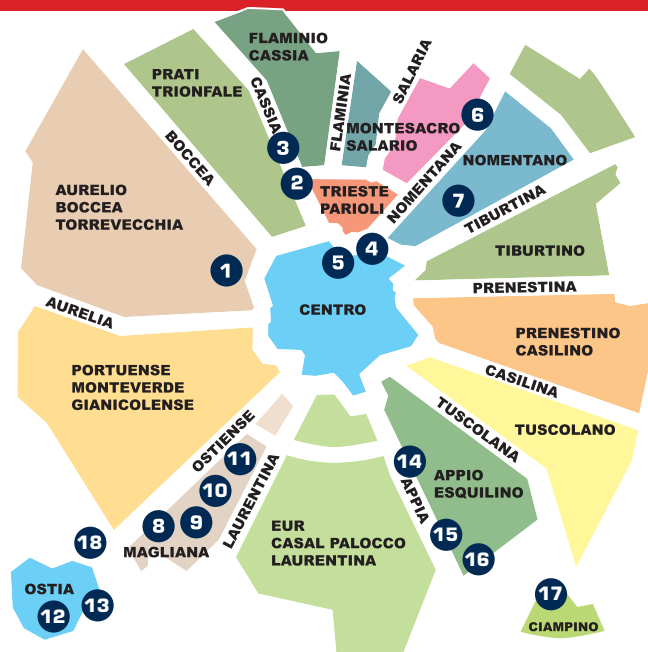 FLAMINIO
CASSIA
PRATI
TRIONFALE
CASSIA
FLAMINIA
SALARIA
MONTESACRO
SALARIO
6
3
BOCCEA
NOMENTANO
2
TRIESTE
PARIOLI
NOMENTANA
7
TIBURTINA
AURELIO
BOCCEA
TORREVECCHIA
4
5
TIBURTINO
1
PRENESTINA
CENTRO
AURELIA
PRENESTINO
CASILINO
PORTUENSE
MONTEVERDE
GIANICOLENSE
CASILINA
TUSCOLANA
TUSCOLANO
OSTIENSE
11
LAURENTINA
14
APPIA
APPIO
ESQUILINO
10
8
9
MAGLIANA
EUR
CASAL PALOCCO
LAURENTINA
15
16
18
OSTIA
12
13
17
CIAMPINO